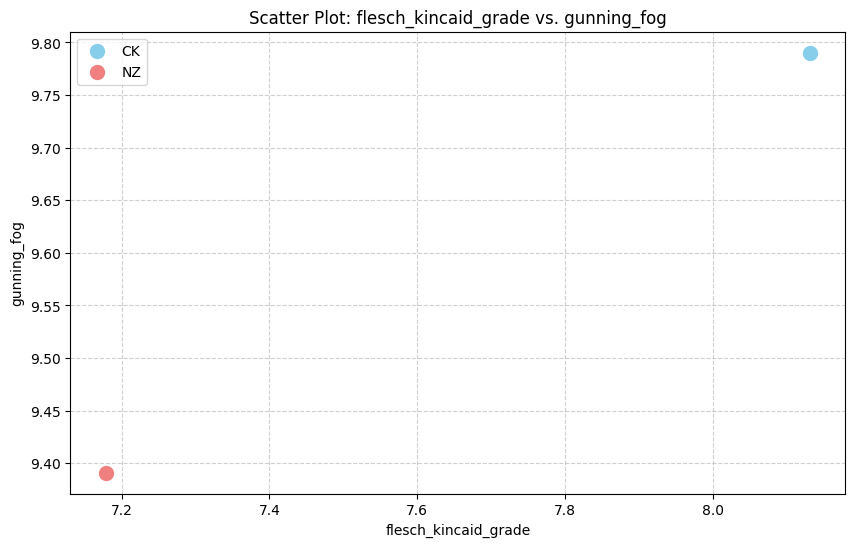 Scatter Plot: flesch_kincaid_grade vs. gunning_fog
CK
NZ
9.80
9.75
9.70
9.65
9.60
9.55
9.50
9.45
9.40
gunning_fog
7.2
7.4
7.6
7.8
8.0
flesch_kincaid_grade